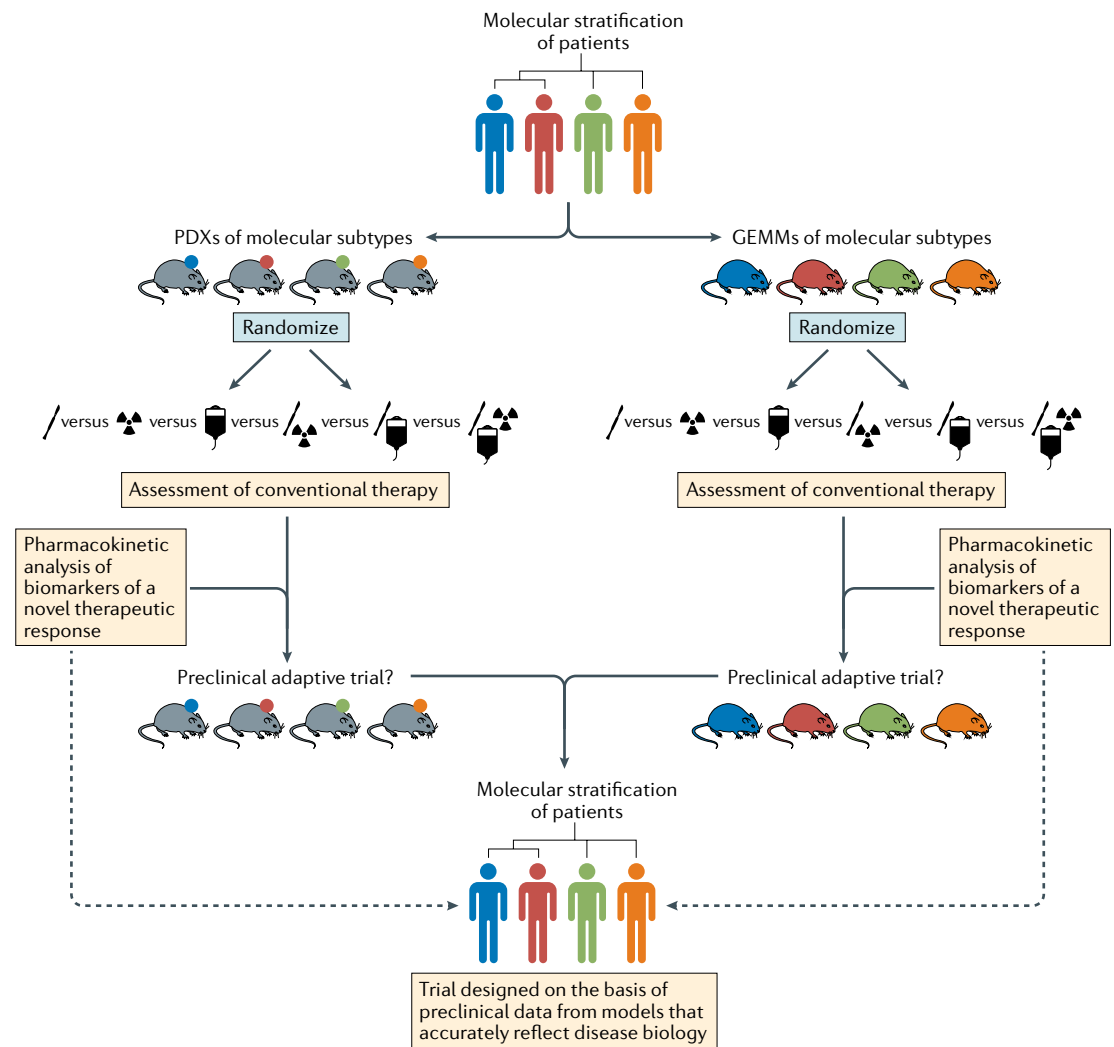 Molecular stratification
of patients
PDXs of molecular subtypes
GEMMs of molecular subtypes
Randomize
Randomize
versus versus versus versus versus
versus versus versus versus versus
Assessment of conventional therapy
Assessment of conventional therapy
Pharmacokinetic
analysis of
biomarkers of a
novel therapeutic
response
Pharmacokinetic
analysis of
biomarkers of a
novel therapeutic
response
Preclinical adaptive trial?
Preclinical adaptive trial?
Molecular stratification
of patients
Trial designed on the basis of
preclinical data from models that
accurately reflect disease biology